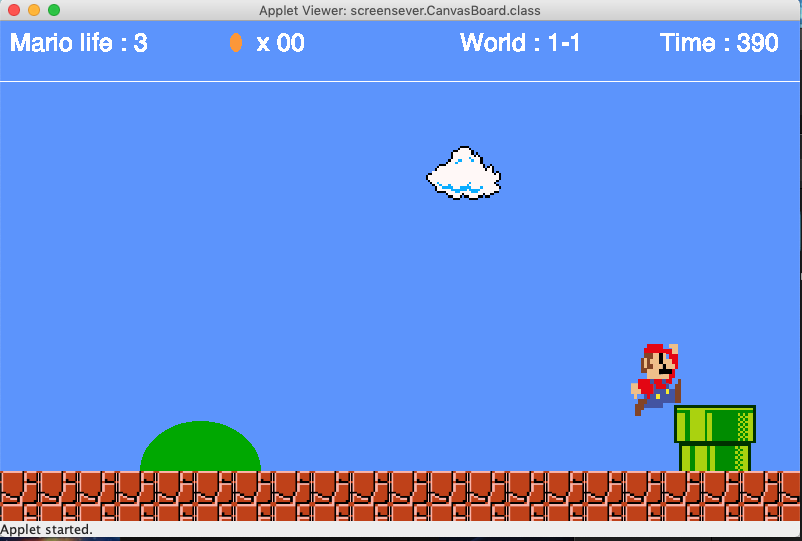 Applet Viewer: screensever.CanvasBoard.class
Mario life : 3 x 00 World : 1-1 Time : 390
Applet started.